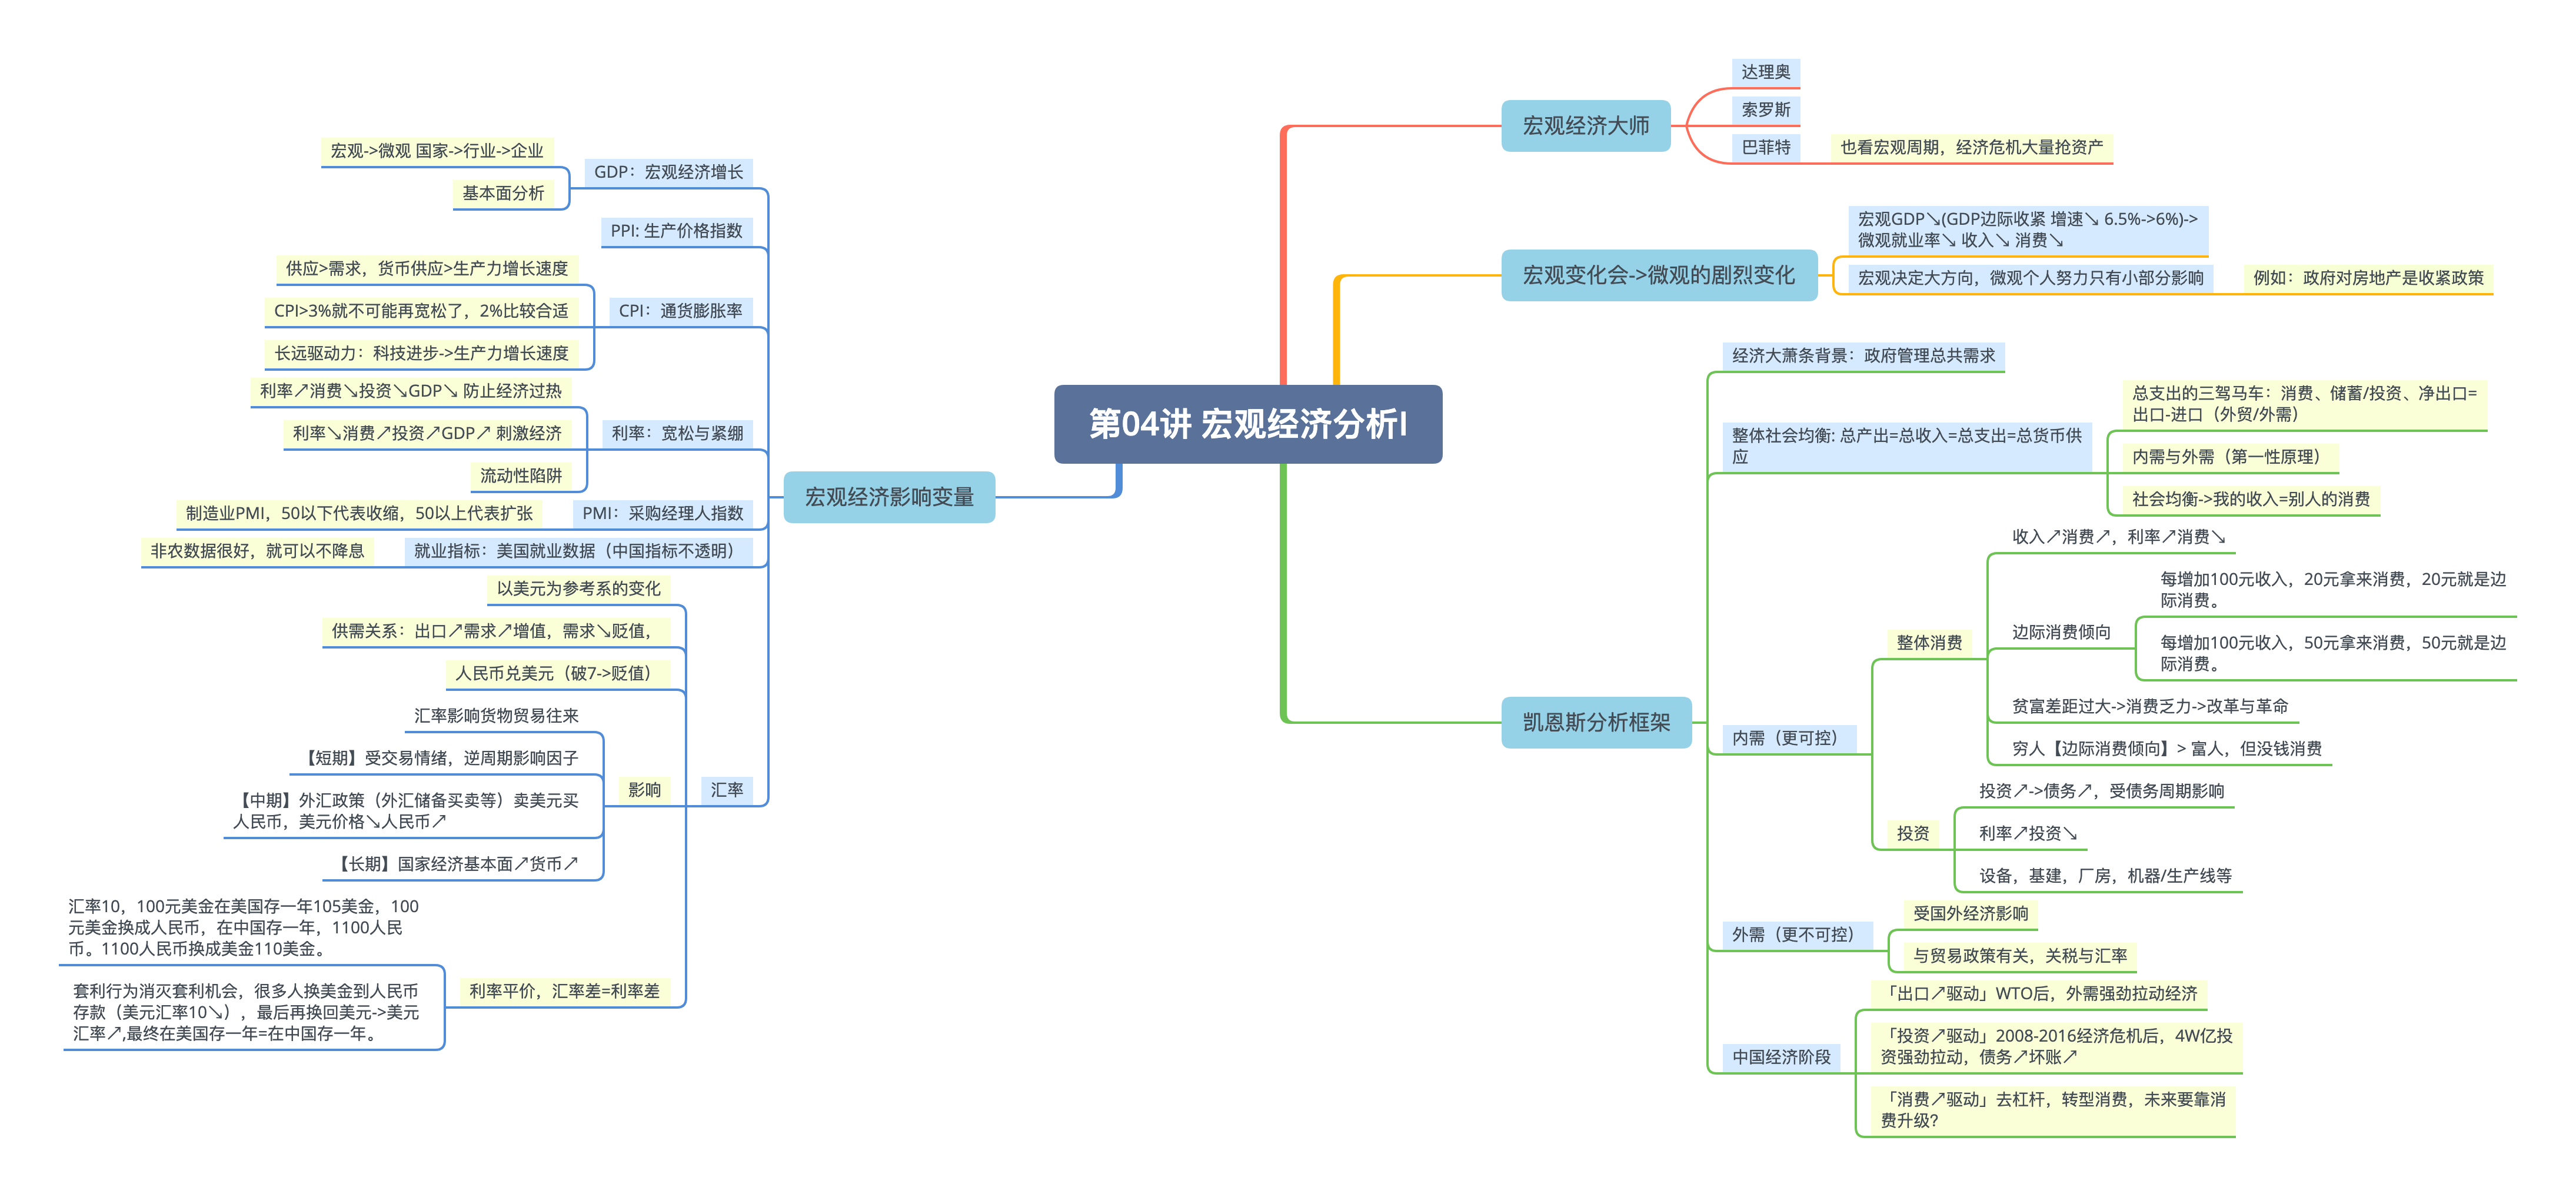 第04讲 宏观经济分析I
宏观经济大师
达理奥
索罗斯
巴菲特
也看宏观周期，经济危机大量抢资产
宏观变化会->微观的剧烈变化
宏观GDP↘(GDP边际收紧 增速↘ 6.5%->6%)->
微观就业率↘ 收入↘ 消费↘
宏观决定大方向，微观个人努力只有小部分影响
例如：政府对房地产是收紧政策
凯恩斯分析框架
经济大萧条背景：政府管理总共需求
整体社会均衡: 总产出=总收入=总支出=总货币供
应
总支出的三驾马车：消费、储蓄/投资、净出口=
出口-进口（外贸/外需）
内需与外需（第一性原理）
社会均衡->我的收入=别人的消费
内需（更可控）
整体消费
收入↗消费↗，利率↗消费↘
边际消费倾向
每增加100元收入，20元拿来消费，20元就是边
际消费。
每增加100元收入，50元拿来消费，50元就是边
际消费。
贫富差距过大->消费乏力->改革与革命
穷人【边际消费倾向】> 富人，但没钱消费
投资
投资↗->债务↗，受债务周期影响
利率↗投资↘
设备，基建，厂房，机器/生产线等
外需（更不可控）
受国外经济影响
与贸易政策有关，关税与汇率
中国经济阶段
「出口↗驱动」WTO后，外需强劲拉动经济
「投资↗驱动」2008-2016经济危机后，4W亿投
资强劲拉动，债务↗坏账↗
「消费↗驱动」去杠杆，转型消费，未来要靠消
费升级？
宏观经济影响变量
GDP：宏观经济增长
宏观->微观 国家->行业->企业
基本面分析
PPI: 生产价格指数
CPI：通货膨胀率
供应>需求，货币供应>生产力增长速度
CPI>3%就不可能再宽松了，2%比较合适
长远驱动力：科技进步->生产力增长速度
利率：宽松与紧绷
利率↗消费↘投资↘GDP↘ 防止经济过热
利率↘消费↗投资↗GDP↗ 刺激经济
流动性陷阱
PMI：采购经理人指数
制造业PMI，50以下代表收缩，50以上代表扩张
就业指标：美国就业数据（中国指标不透明）
非农数据很好，就可以不降息
汇率
以美元为参考系的变化
供需关系：出口↗需求↗增值，需求↘贬值，
人民币兑美元（破7->贬值）
影响
汇率影响货物贸易往来
【短期】受交易情绪，逆周期影响因子
【中期】外汇政策（外汇储备买卖等）卖美元买
人民币，美元价格↘人民币↗
【长期】国家经济基本面↗货币↗
利率平价，汇率差=利率差
汇率10，100元美金在美国存一年105美金，100
元美金换成人民币，在中国存一年，1100人民
币。1100人民币换成美金110美金。
套利行为消灭套利机会，很多人换美金到人民币
存款（美元汇率10↘），最后再换回美元->美元
汇率↗,最终在美国存一年=在中国存一年。